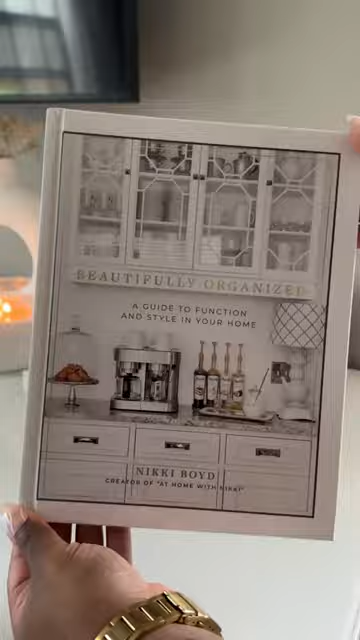 BEAUTIFULLY ORGANIZED
A GUIDE TO FUNCTION
AND STYLE IN YOUR HOME
NIKKI BOYD
CREATOR OF "AT HOME WITH NIKKI"